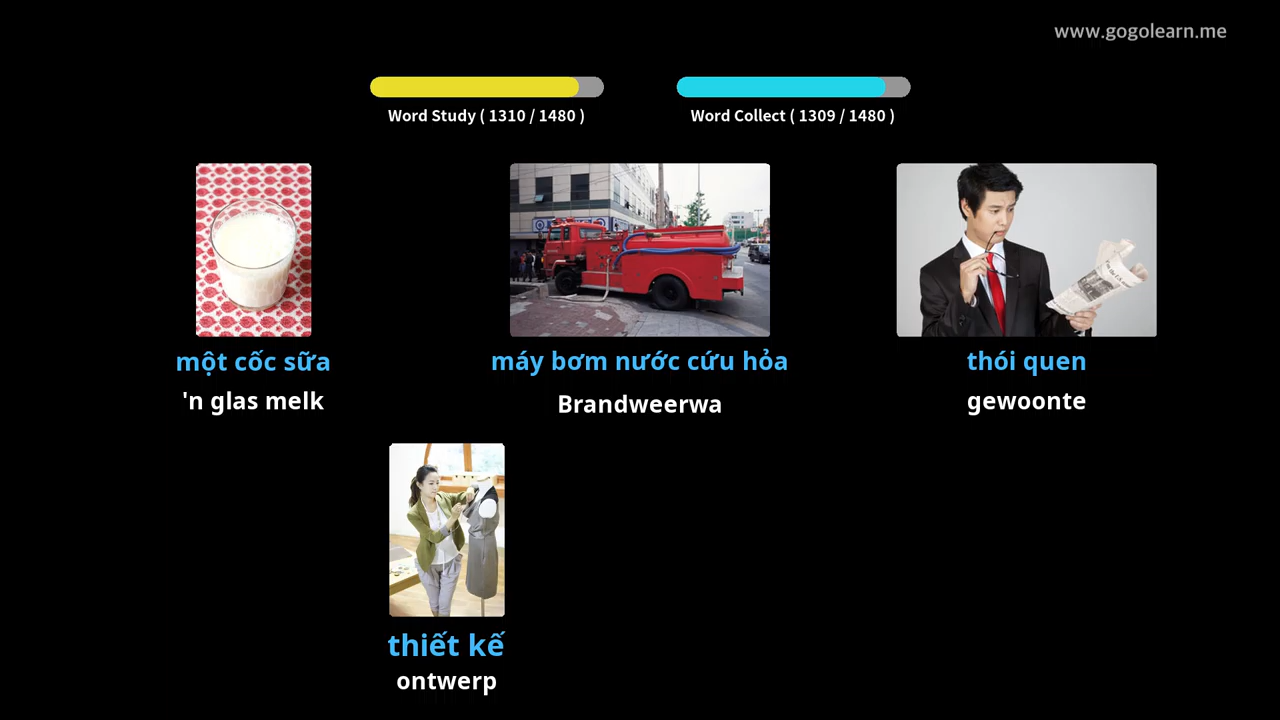 www.gogolearn.me
Word Study ( 1310 / 1480 )
Word Collect ( 1309 / 1480 )
một cốc sữa
máy bơm nước cứu hỏa
thói quen
'n glas melk
Brandweerwa
gewoonte
thiết kế
ontwerp